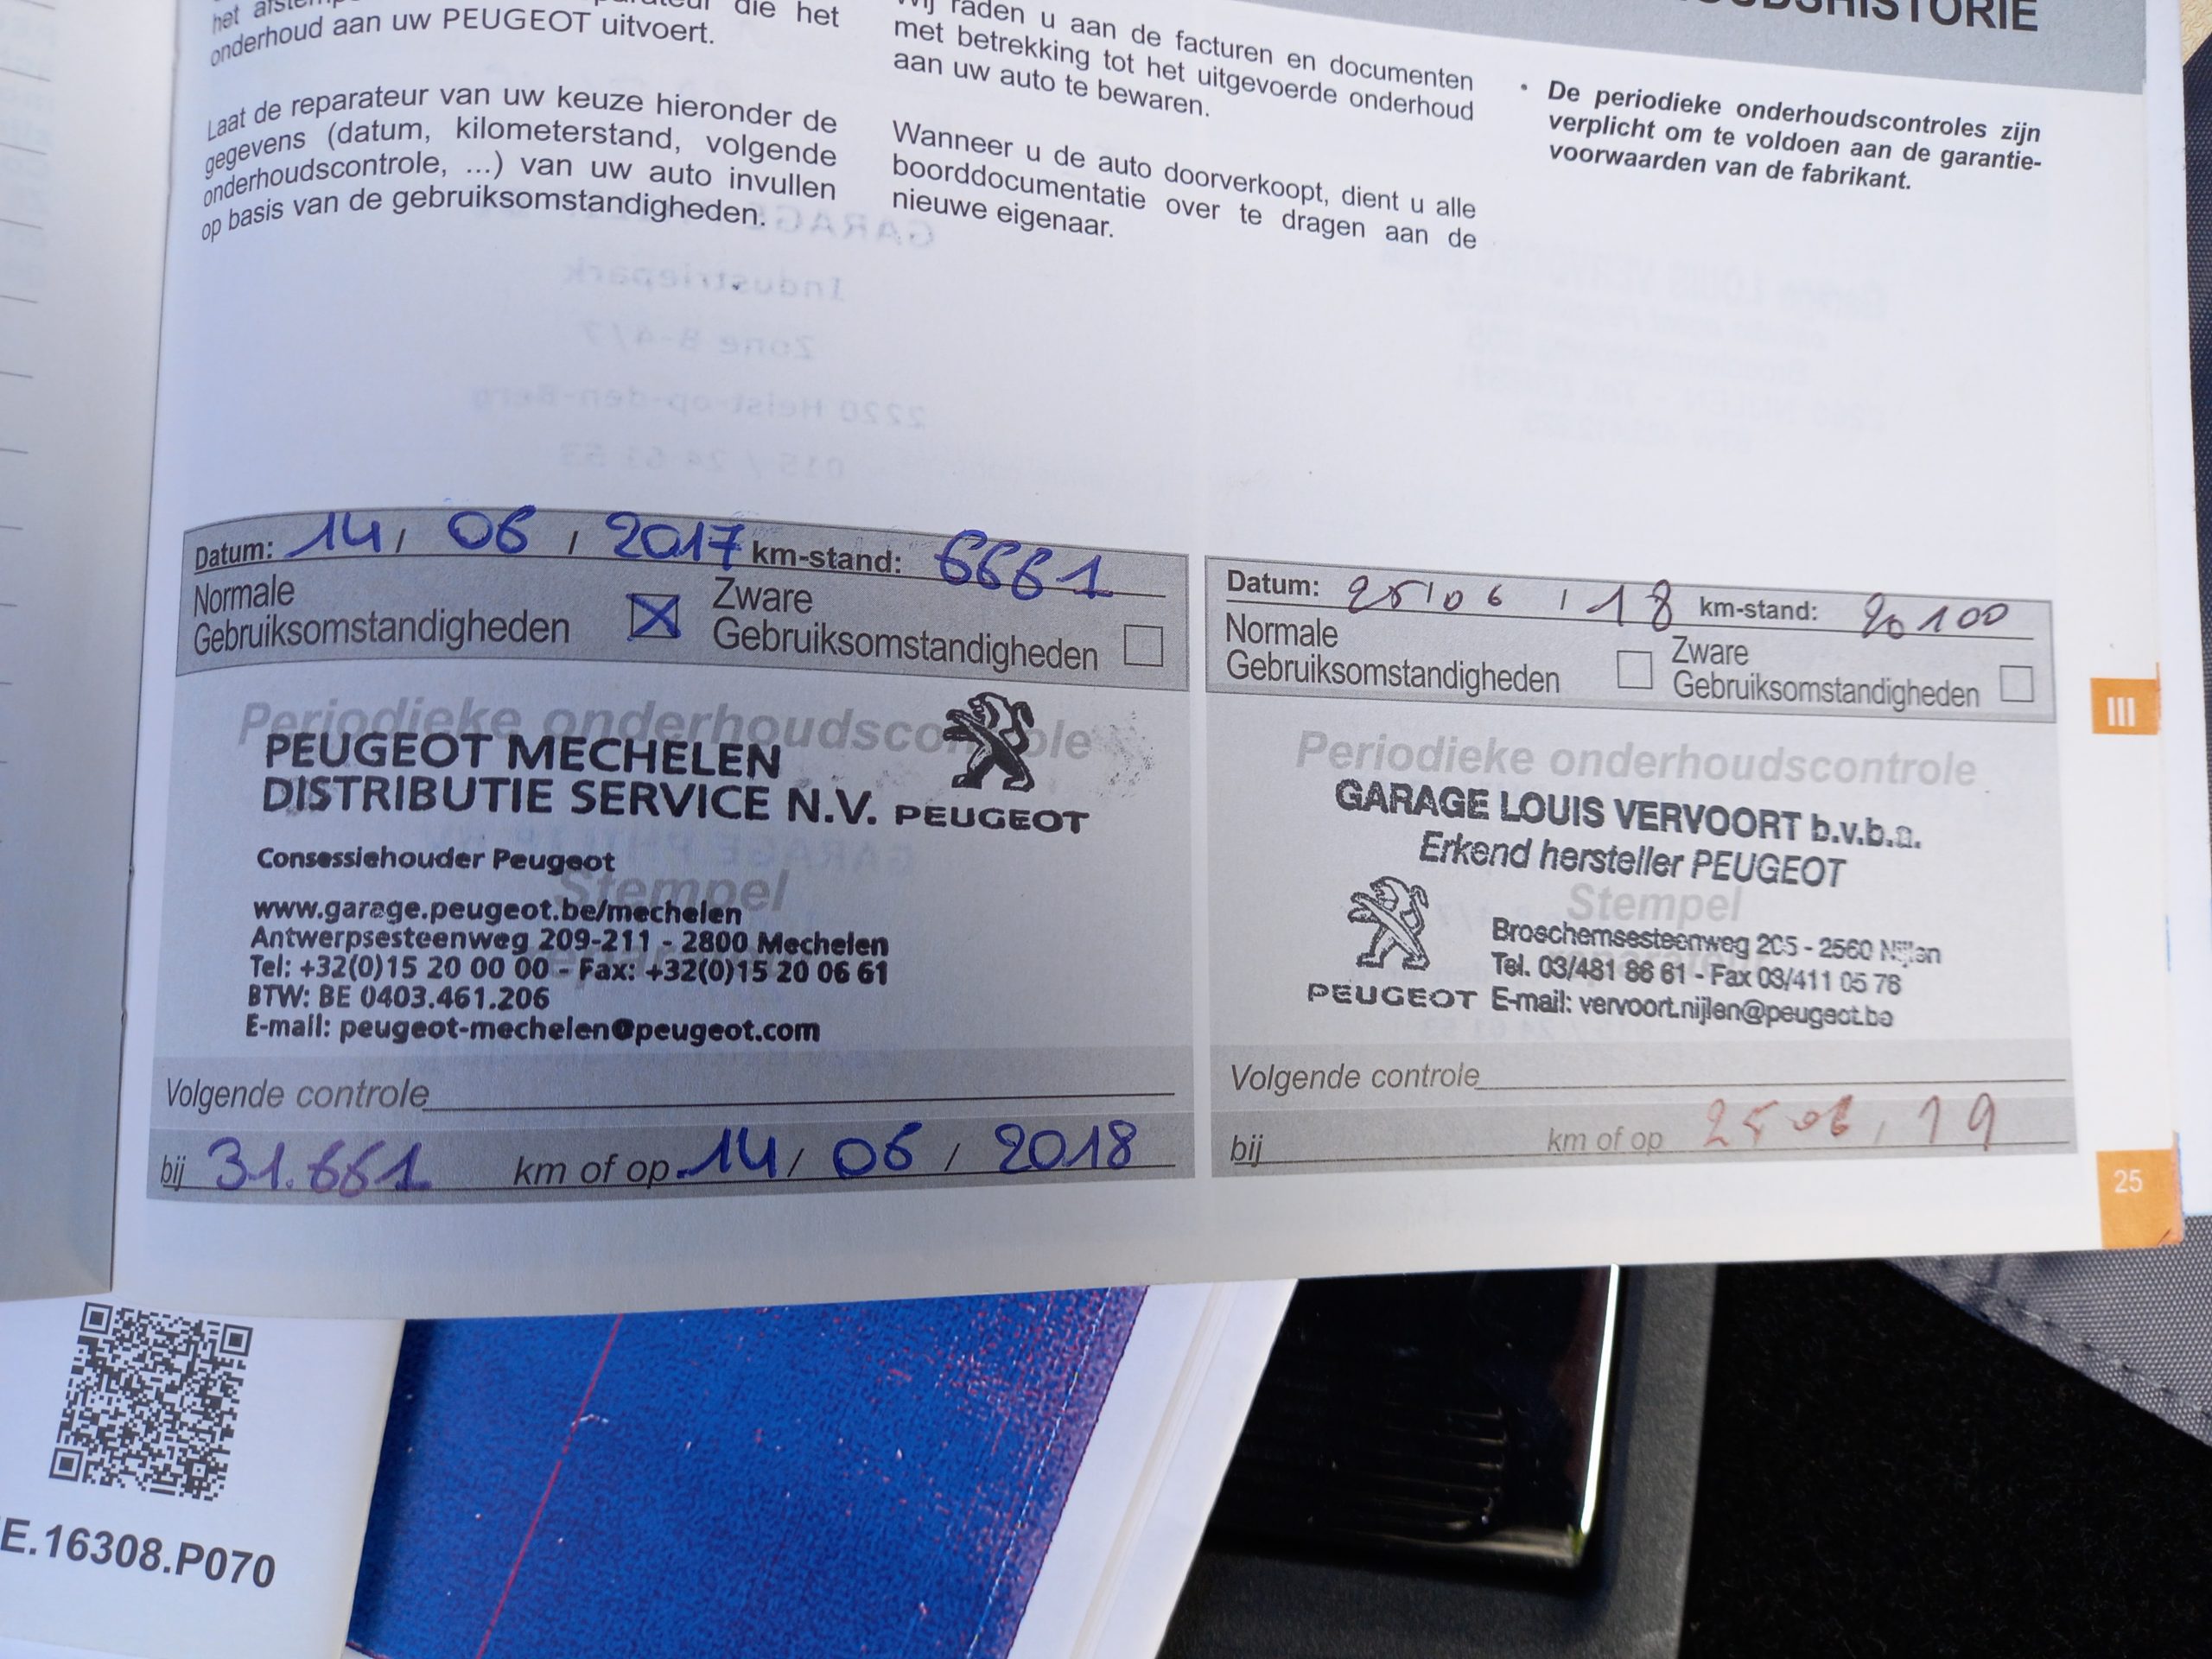 die het
onderhoud aan uw PEUGEOT uitvoert.
Laat de reparateur van uw keuze hieronder de
gegevens (datum, kilometerstand, volgende
onderhoudscontrole, ...) van uw auto invullen
op basis van de gebruiksomstandigheden.
Wij raden u aan de facturen en documenten
met betrekking tot het uitgevoerde onderhoud
aan uw auto te bewaren.
Wanneer u de auto doorverkoopt, dient u alle
boorddocumentatie over te dragen aan de
nieuwe eigenaar.
• De periodieke onderhoudscontroles zijn
verplicht om te voldoen aan de garantie-
voorwaarden van de fabrikant.
Datum: 14 / 06 / 2017 km-stand: 6661
Normale
Gebruiksomstandigheden
Zware
Gebruiksomstandigheden
Periodieke onderhoudscontrole
PEUGEOT MECHELEN
DISTRIBUTIE SERVICE N.V.
PEUGEOT
Consessiehouder Peugeot
Stempel
www.garage.peugeot.be/mechelen
Antwerpsesteenweg 209-211 - 2800 Mechelen
Tel: +32(0)15 20 00 00 - Fax: +32(0)15 20 06 61
BTW: BE 0403.461.206
E-mail: peugeot-mechelen@peugeot.com
Volgende controle
bij 31.661 km of op 14 / 06 / 2018
Datum: 25 / 06 / 18 km-stand: 20100
Normale
Gebruiksomstandigheden
Zware
Gebruiksomstandigheden
Periodieke onderhoudscontrole
GARAGE LOUIS VERVOORT b.v.b.a.
Erkend hersteller PEUGEOT
Stempel
Broechemsesteenweg 205 - 2560 Nijlen
Tel. 03/481 86 61 - Fax 03/411 05 76
PEUGEOT E-mail: vervoort.nijlen@peugeot.be
Volgende controle
bij km of op 25 06 / 19
III
25
E.16308.P070